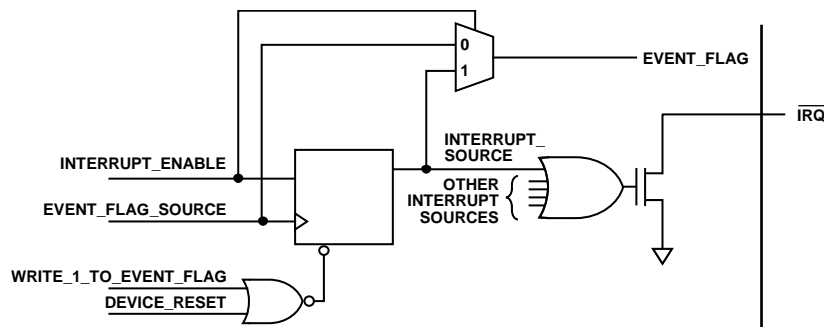 0
1
EVENT_FLAG
IRQ
INTERRUPT_
SOURCE
INTERRUPT_ENABLE
OTHER
INTERRUPT
SOURCES
EVENT_FLAG_SOURCE
WRITE_1_TO_EVENT_FLAG
DEVICE_RESET